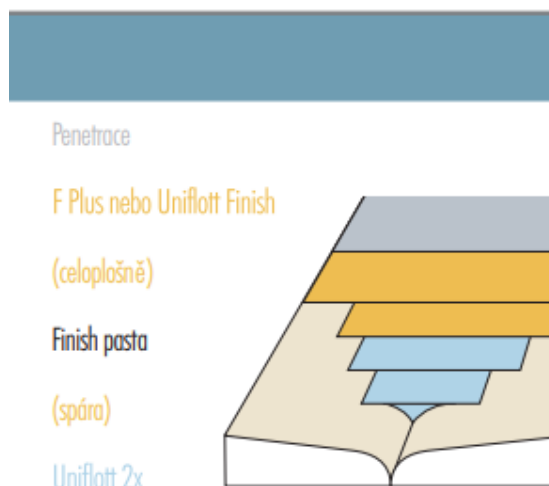 Penetrace
F Plus nebo Uniflott Finish
(celoplošně)
Finish pasta
(spára)
Uniflott 2x